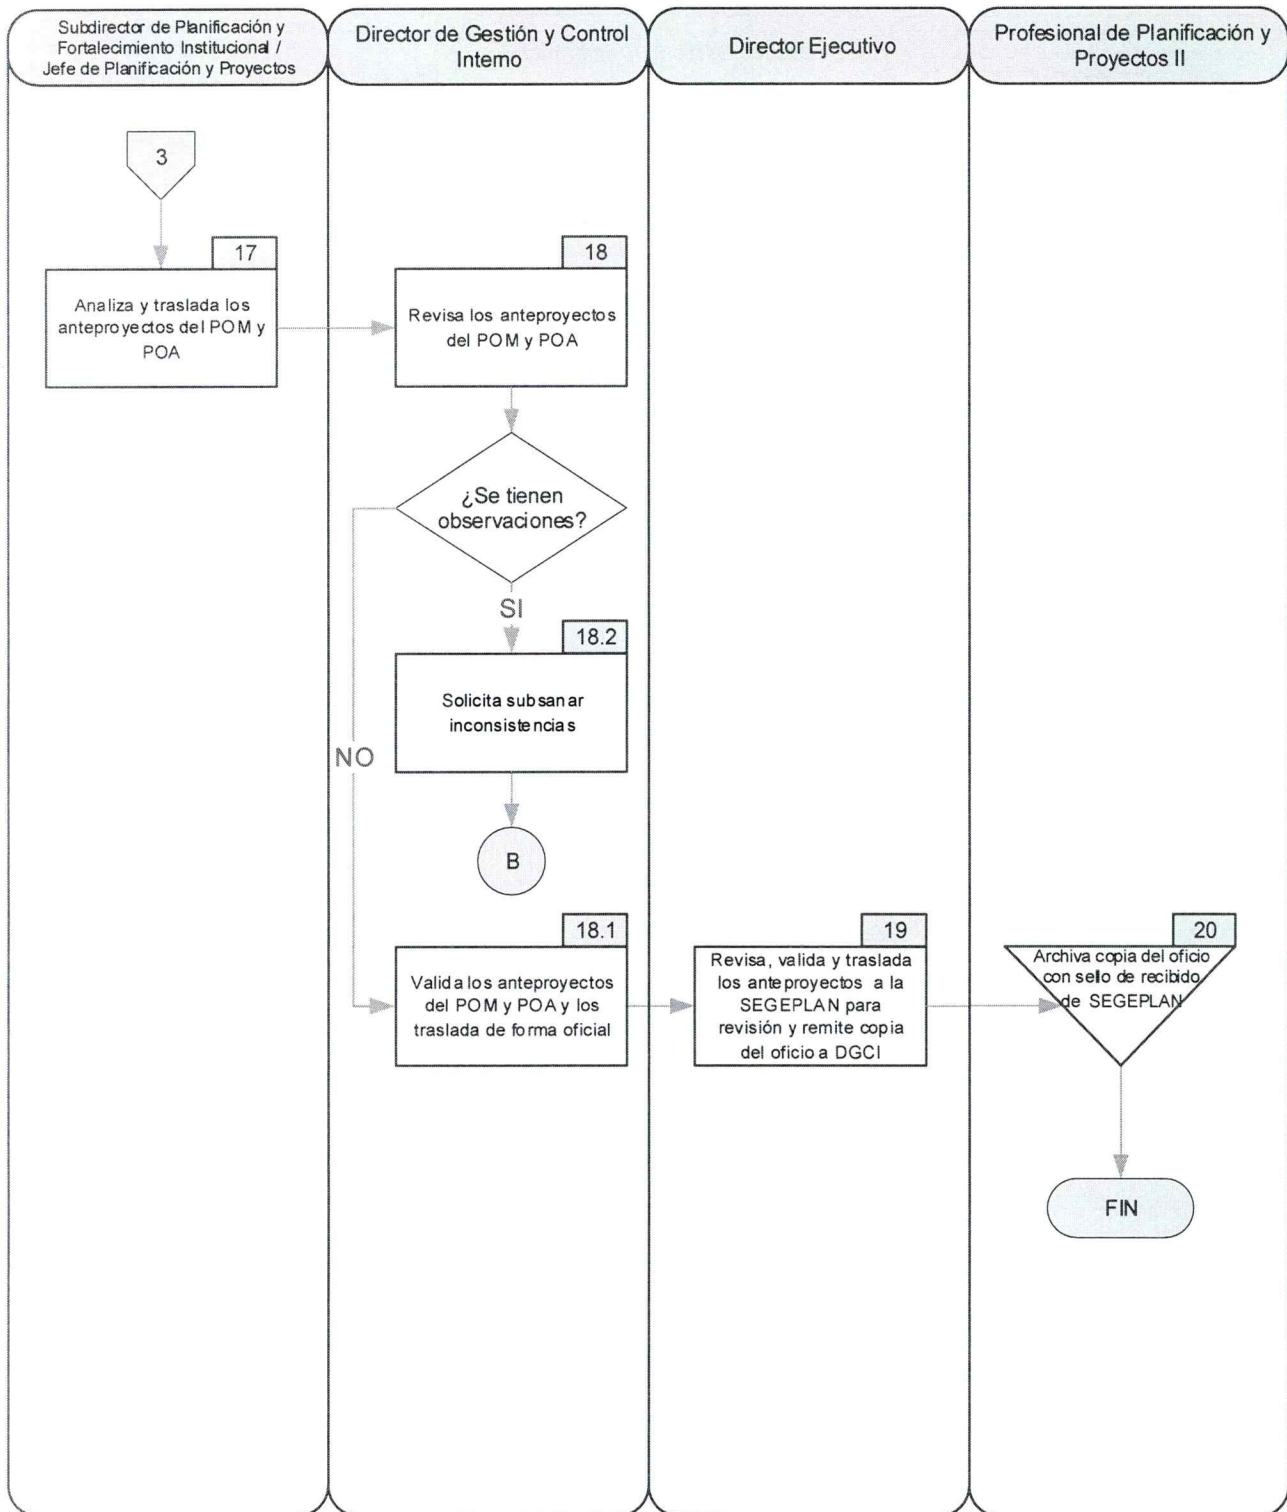 Subdirector de Planificación y
Fortalecimiento Institucional /
Jefe de Planificación y Proyectos
Director de Gestión y Control
Interno
Director Ejecutivo
Profesional de Planificación y
Proyectos II
3
17
Analiza y traslada los
anteproyectos del POM y
POA
18
Revisa los anteproyectos
del POM y POA
¿Se tienen
observaciones?
SI
18.2
Solicita subsanar
inconsistencias
NO
B
18.1
Valida los anteproyectos
del POM y POA y los
traslada de forma oficial
19
Revisa, valida y traslada
los anteproyectos a la
SEGEPLAN para
revisión y remite copia
del oficio a DGCI
20
Archiva copia del oficio
con sello de recibido
de SEGEPLAN
FIN